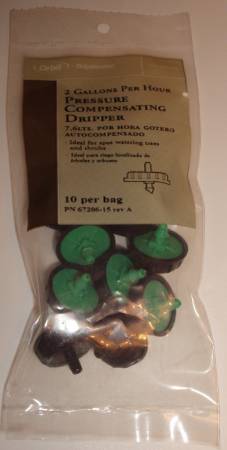 2 Gallons Per Hour
Pressure
Compensating
Dripper
7,6lts. por hora gotero
autocompensado
· Ideal for spot watering trees
and shrubs
· Ideal para riego localizado de
árboles y arbustos
10 per bag
PN 67206-15 rev A